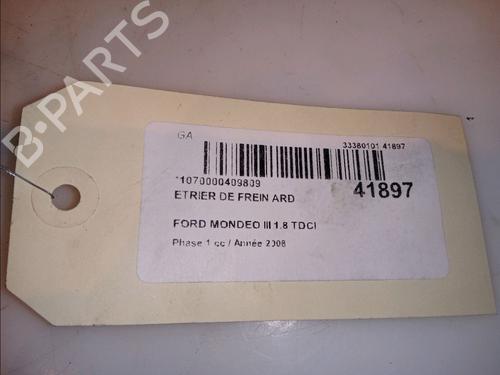 B-PARTS
GA
33380101 41897
*1070000409809
41897
ETRIER DE FREIN ARD
FORD MONDEO III 1.8 TDCI
Phase 1 cc / Année 2008